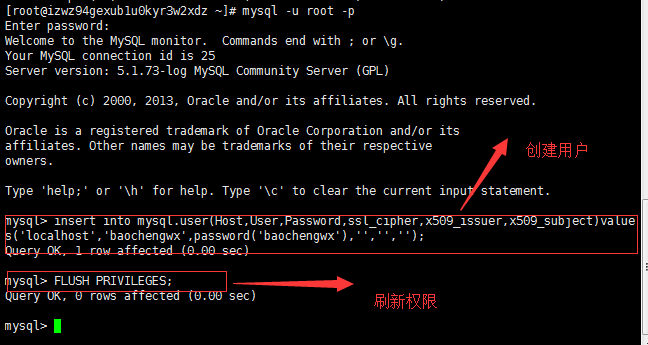 [root@izwz94gexub1u0kyr3w2xdz ~]# mysql -u root -p
Enter password:
Welcome to the MySQL monitor.  Commands end with ; or \g.
Your MySQL connection id is 25
Server version: 5.1.73-log MySQL Community Server (GPL)
Copyright (c) 2000, 2013, Oracle and/or its affiliates. All rights reserved.
Oracle is a registered trademark of Oracle Corporation and/or its
affiliates. Other names may be trademarks of their respective
owners.
创建用户
Type 'help;' or '\h' for help. Type '\c' to clear the current input statement.
mysql> insert into mysql.user(Host,User,Password,ssl_cipher,x509_issuer,x509_subject)value
s('localhost','baochengwx',password('baochengwx'),'','','');
Query OK, 1 row affected (0.00 sec)
mysql> FLUSH PRIVILEGES;
Query OK, 0 rows affected (0.00 sec)
刷新权限
mysql>